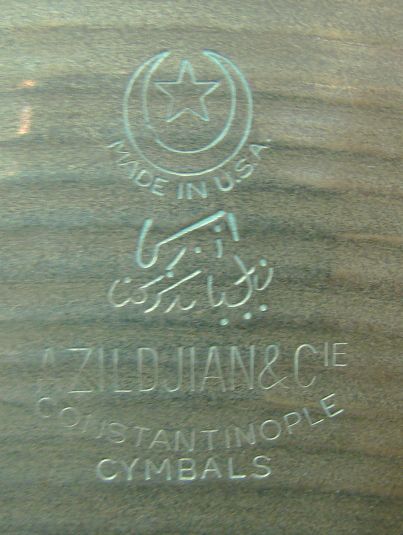 MADE IN U.S.A.
A ZILDJIAN & CIE
CONSTANTINOPLE
CYMBALS